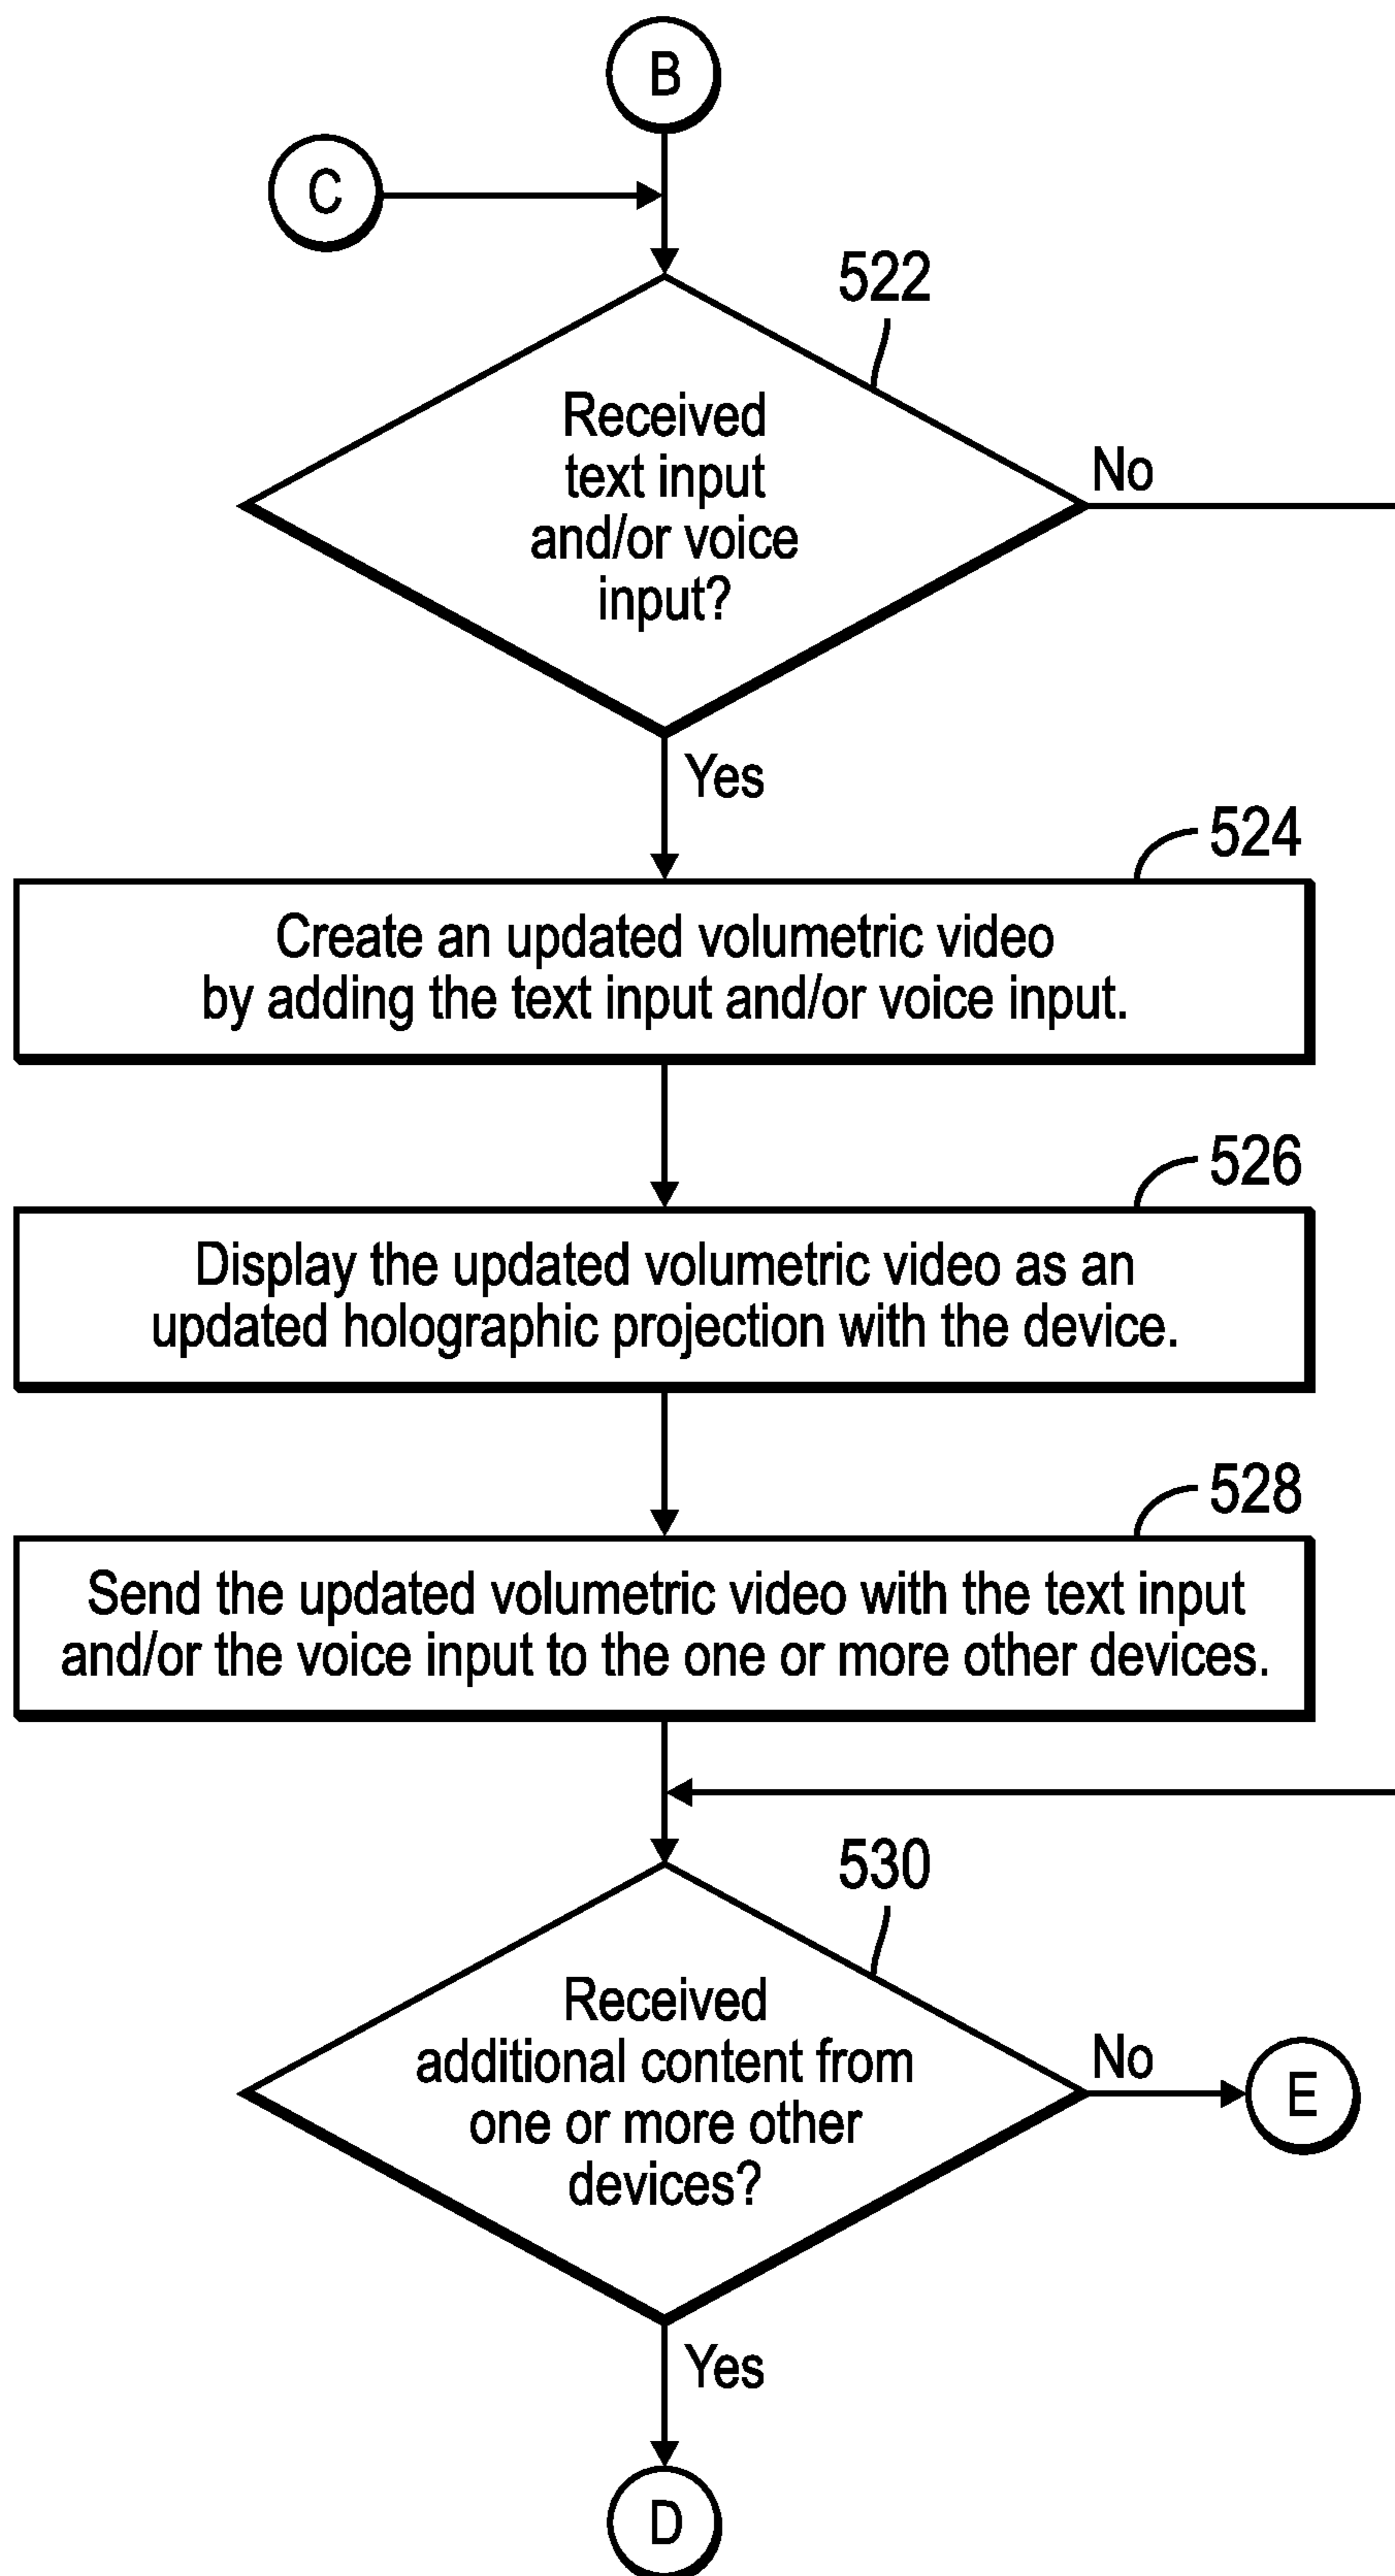 B
C
522
Received
text input
and/or voice
input?
No
Yes
524
Create an updated volumetric video
by adding the text input and/or voice input.
526
Display the updated volumetric video as an
updated holographic projection with the device.
528
Send the updated volumetric video with the text input
and/or the voice input to the one or more other devices.
530
Received
additional content from
one or more other
devices?
No
E
Yes
D